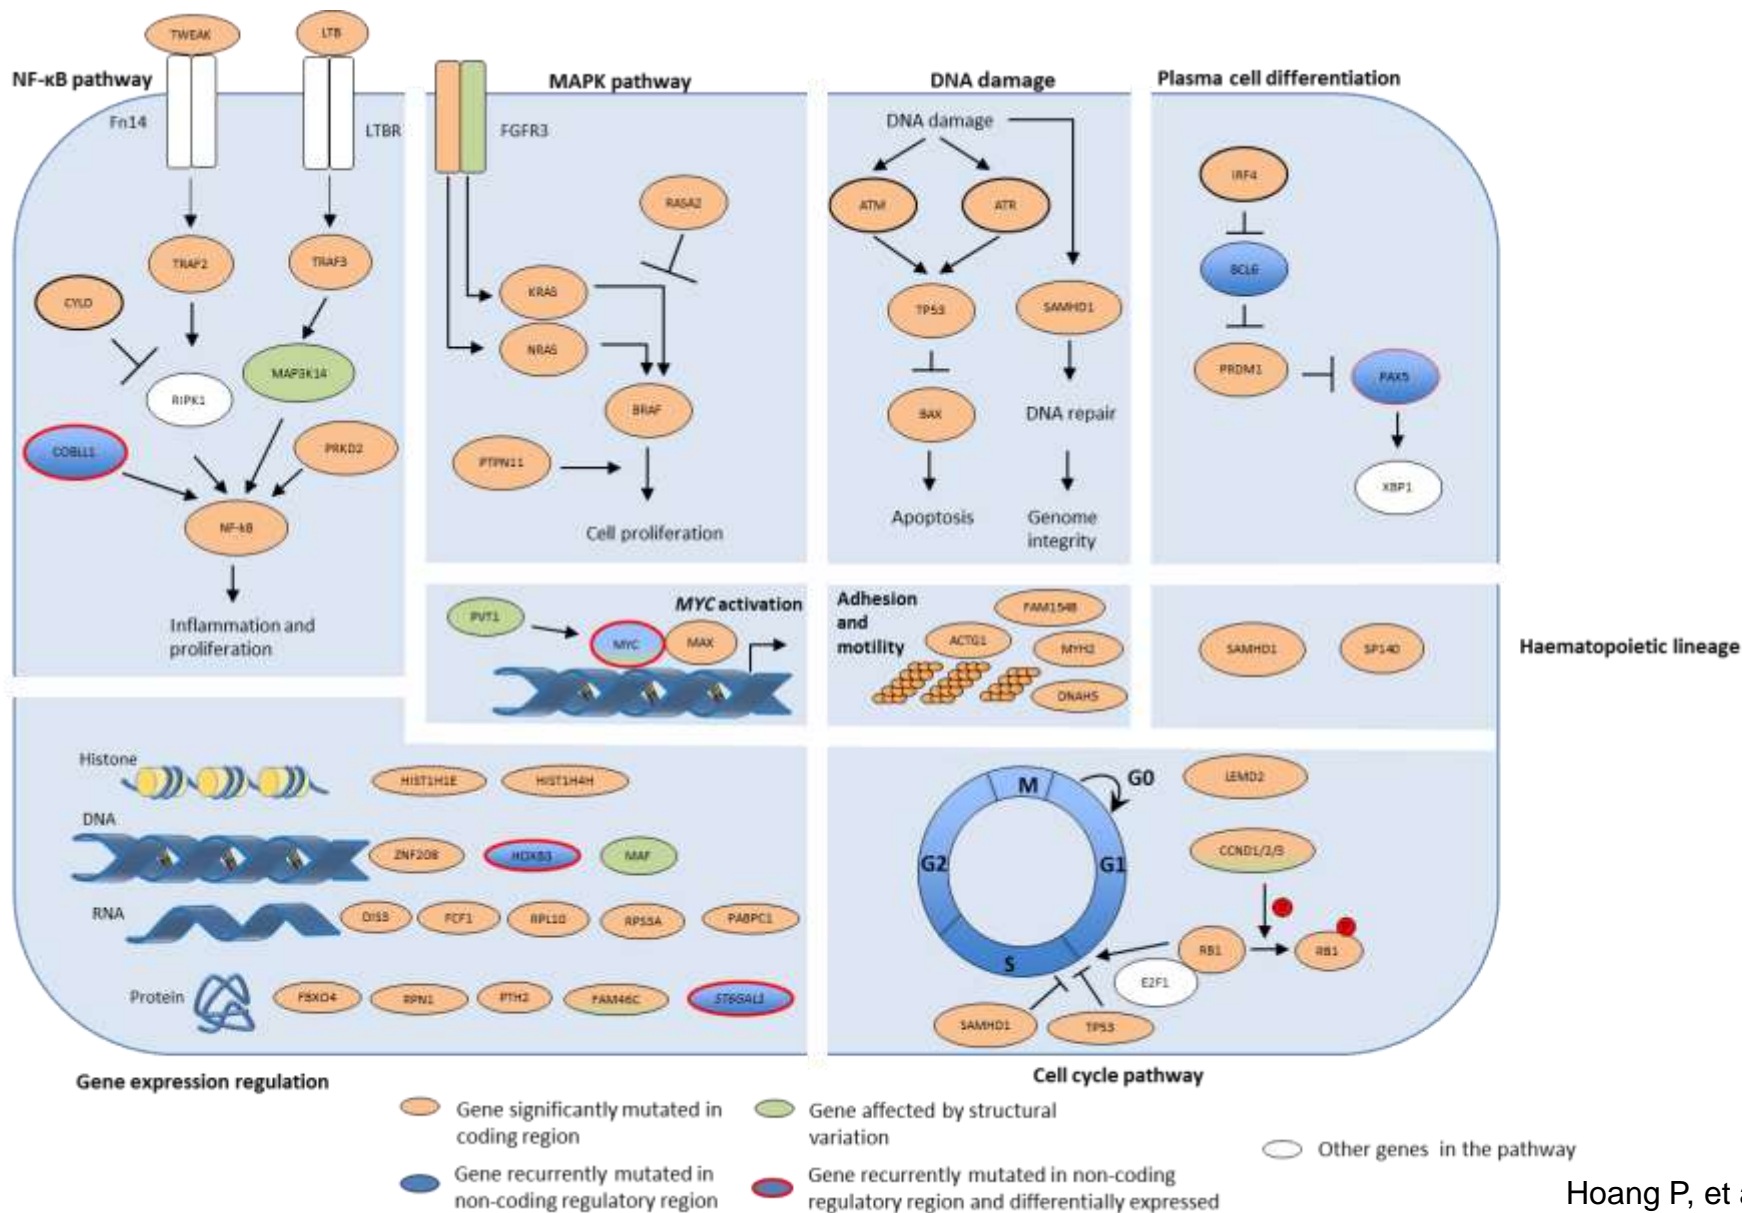 TWEAK
LTB
NF-κB pathway
MAPK pathway
DNA damage
Plasma cell differentiation
Fn14
LTBR
FGFR3
DNA damage
IRF4
RASA2
ATM
ATR
TRAF2
TRAF3
BCL6
CYLD
KRAS
TP53
SAMHD1
NRAS
MAP3K14
PRDM1
PAX5
RIPK1
BRAF
BAX
DNA repair
COBLL1
PRKD2
PTPN11
XBP1
NF-kB
Apoptosis
Genome
integrity
Cell proliferation
Inflammation and
proliferation
PVT1
MYC activation
MYC
MAX
Adhesion
and
motility
FAM154B
ACTG1
MYH2
DNAH5
SAMHD1
SP140
Haematopoietic lineage
Histone
HIST1H1E
HIST1H4H
DNA
ZNF208
HOXB3
MAF
RNA
DIS3
FCF1
RPL10
RPS3A
PABPC1
Protein
FBXO4
RPN1
PTH2
FAM46C
ST6GAL1
M
G0
G2
G1
S
LEMD2
CCND1/2/3
RB1
RB1
E2F1
SAMHD1
TP53
Gene expression regulation
Cell cycle pathway
Gene significantly mutated in
coding region
Gene affected by structural
variation
Other genes in the pathway
Gene recurrently mutated in
non-coding regulatory region
Gene recurrently mutated in non-coding
regulatory region and differentially expressed
Hoang P, et a